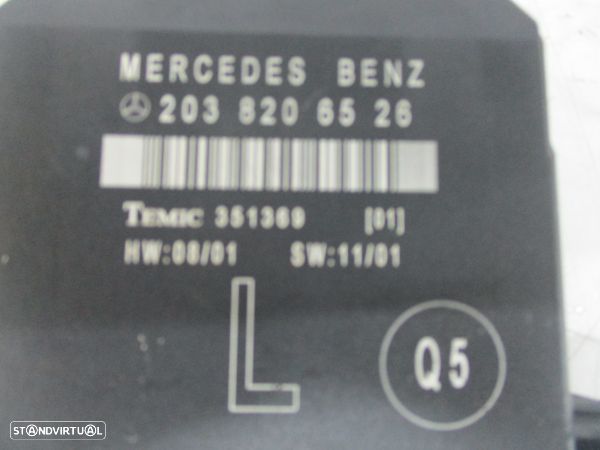 MERCEDES BENZ
203 820 65 26
TEMIC 351369 [01]
HW:08/01 SW:11/01
L
Q5
STANDVIRTUAL